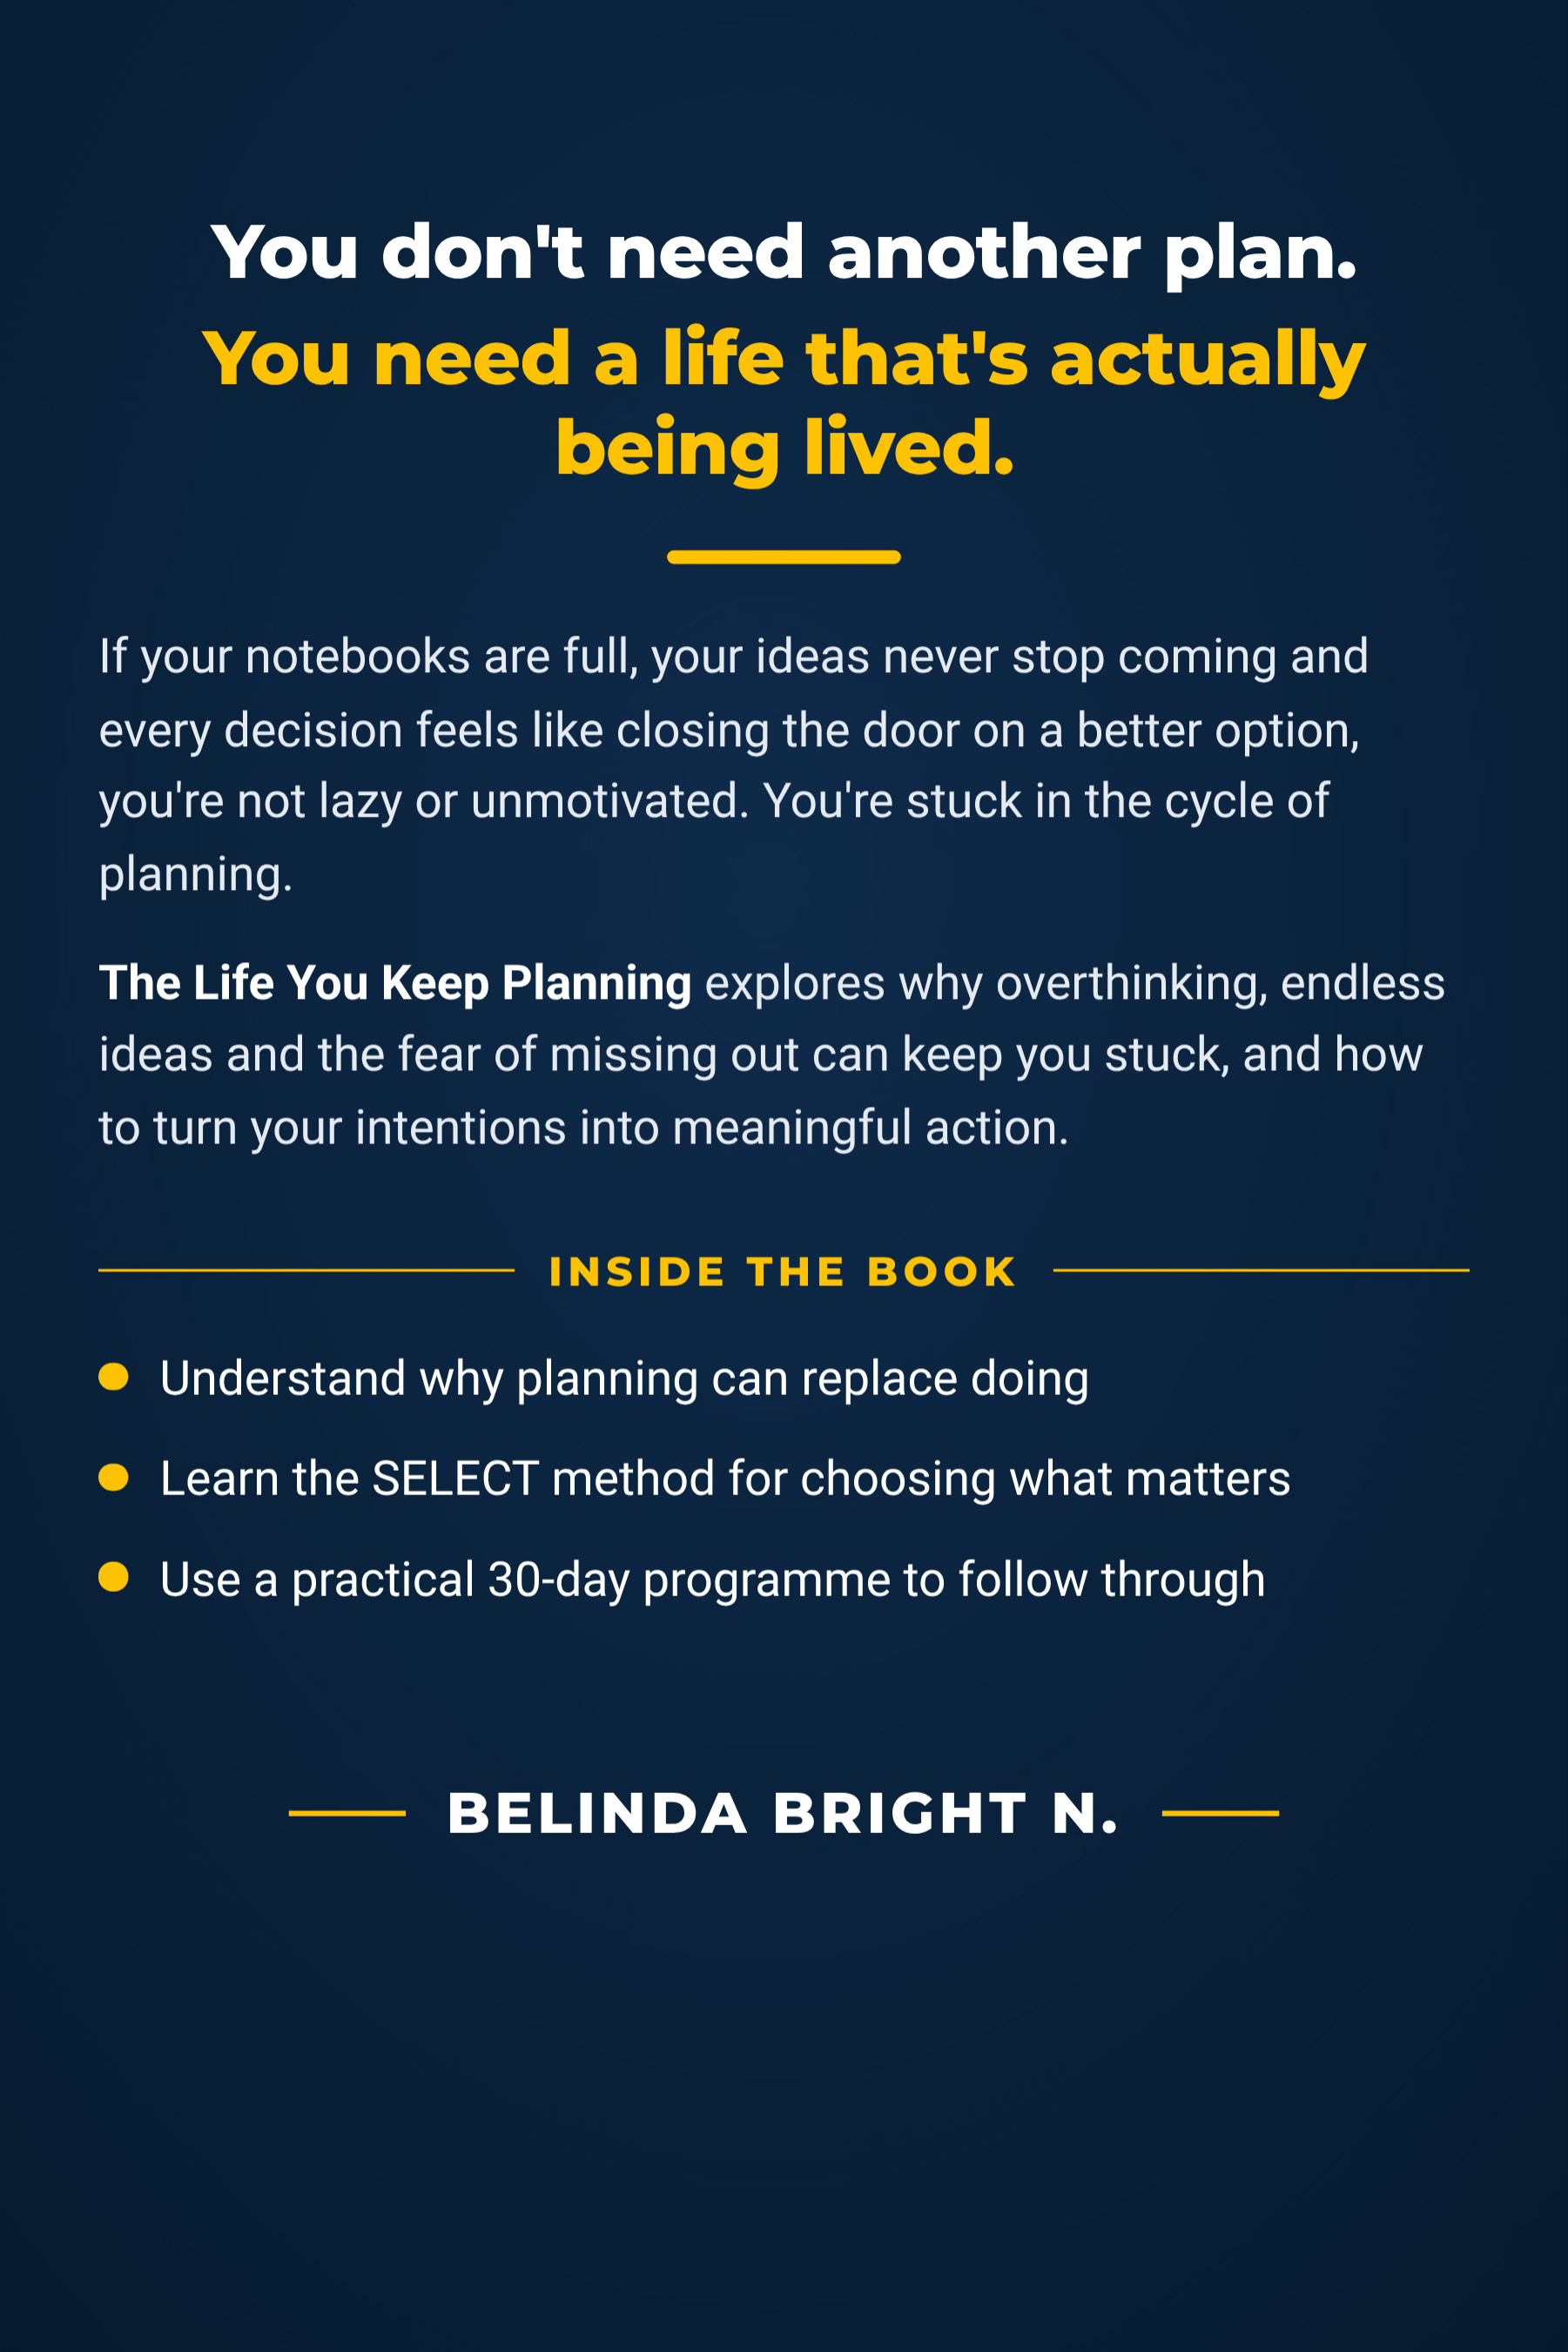 You don't need another plan.
You need a life that's actually
being lived.
If your notebooks are full, your ideas never stop coming and
every decision feels like closing the door on a better option,
you're not lazy or unmotivated. You're stuck in the cycle of
planning.
The Life You Keep Planning explores why overthinking, endless
ideas and the fear of missing out can keep you stuck, and how
to turn your intentions into meaningful action.
INSIDE THE BOOK
Understand why planning can replace doing
Learn the SELECT method for choosing what matters
Use a practical 30-day programme to follow through
BELINDA BRIGHT N.